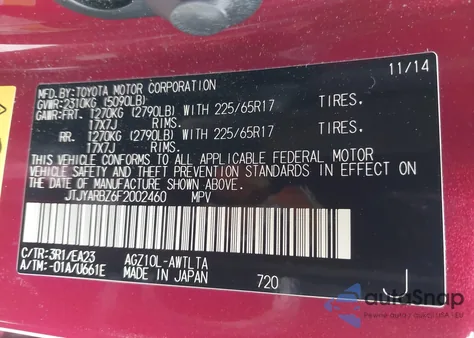 MFD.BY:TOYOTA MOTOR CORPORATION 11/14
GVWR:2310KG (5090LB)
GAWR:FRT. 1270KG (2790LB) WITH 225/65R17 TIRES.
17X7J RIMS.
RR. 1270KG (2790LB) WITH 225/65R17 TIRES.
17X7J RIMS.
THIS VEHICLE CONFORMS TO ALL APPLICABLE FEDERAL MOTOR
VEHICLE SAFETY AND THEFT PREVENTION STANDARDS IN EFFECT
ON THE DATE OF MANUFACTURE SHOWN ABOVE.
JTJYARBZ6F2002460 MPV
C/TR:3R1/EA23 AGZ10L-AWTLTA
A/TM:-01A/U661E MADE IN JAPAN 720 J
autoSnap